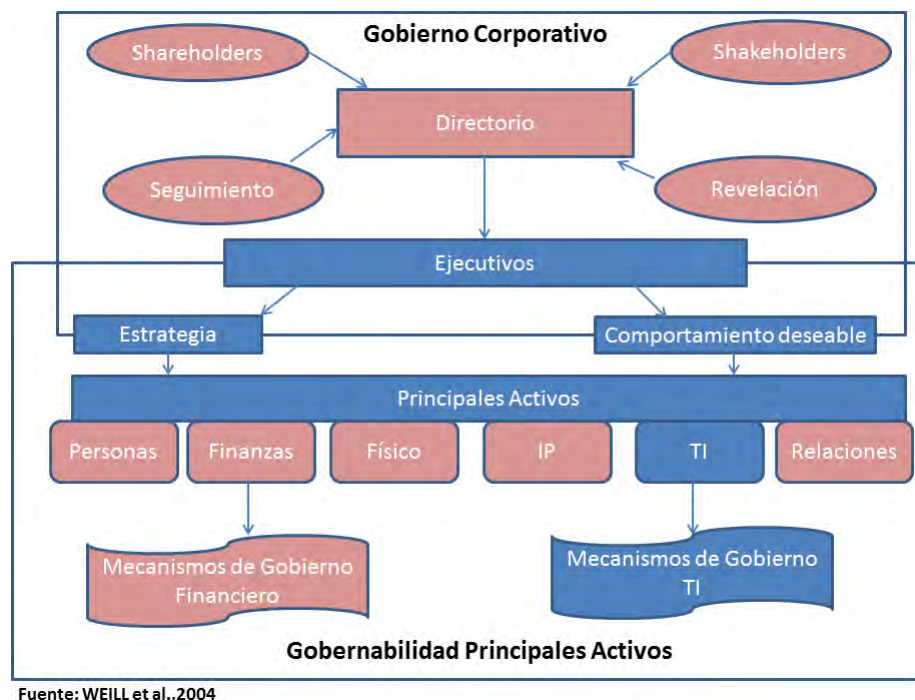 Gobierno Corporativo
Shareholders
Shakeholders
Directorio
Seguimiento
Revelación
Ejecutivos
Estrategia
Comportamiento deseable
Principales Activos
Personas
Finanzas
Físico
IP
TI
Relaciones
Mecanismos de Gobierno
Financiero
Mecanismos de Gobierno
TI
Gobernabilidad Principales Activos
Fuente: WEILL et al.,2004